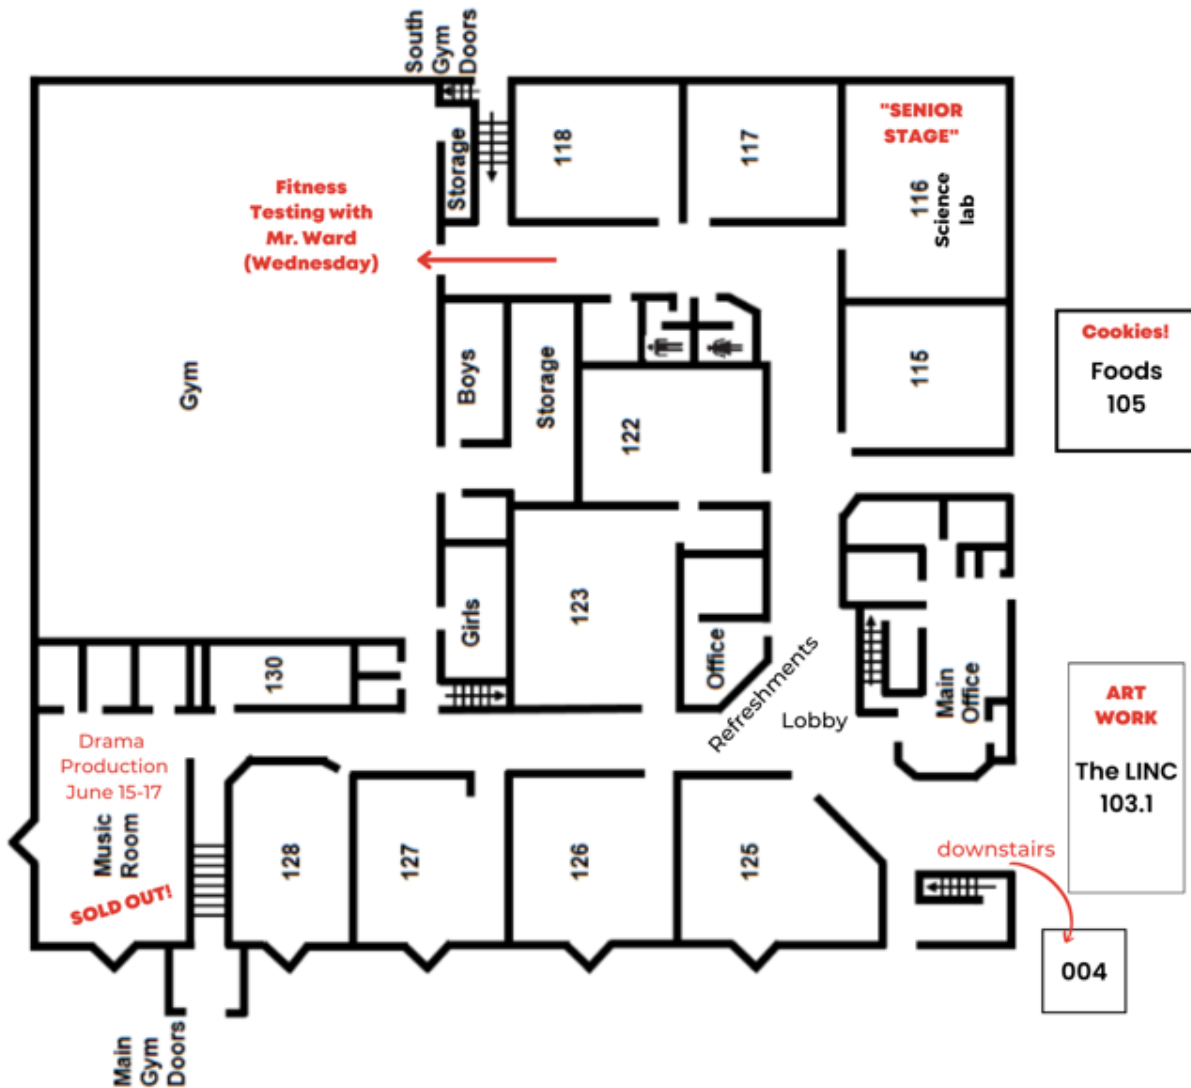 South
Gym
Doors
Storage
118
117
"SENIOR
STAGE"
116
Science
lab
Fitness
Testing with
Mr. Ward
(Wednesday)
Gym
Boys
Storage
122
115
Cookies!
Foods
105
Girls
123
Office
Refreshments
Lobby
Main
Office
130
ART
WORK
The LINC
103.1
Drama
Production
June 15-17
Music
Room
SOLD OUT!
128
127
126
125
downstairs
004
Main
Gym
Doors